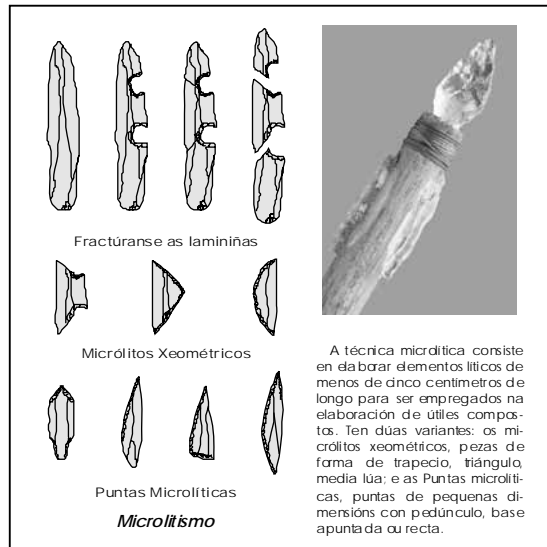 Fractúranse as laminiñas
Micrólitos Xeométricos
Puntas Microlíticas
Microlitismo
A técnica microlítica consiste
en elaborar elementos líticos de
menos de cinco centímetros de
longo para ser empregados na
elaboración de útiles compos-
tos. Ten dúas variantes: os mi-
crólitos xeométricos, pezas de
forma de trapecio, triángulo,
media lúa; e as Puntas microlíti-
cas, puntas de pequenas di-
mensións con pedúnculo, base
apuntada ou recta.